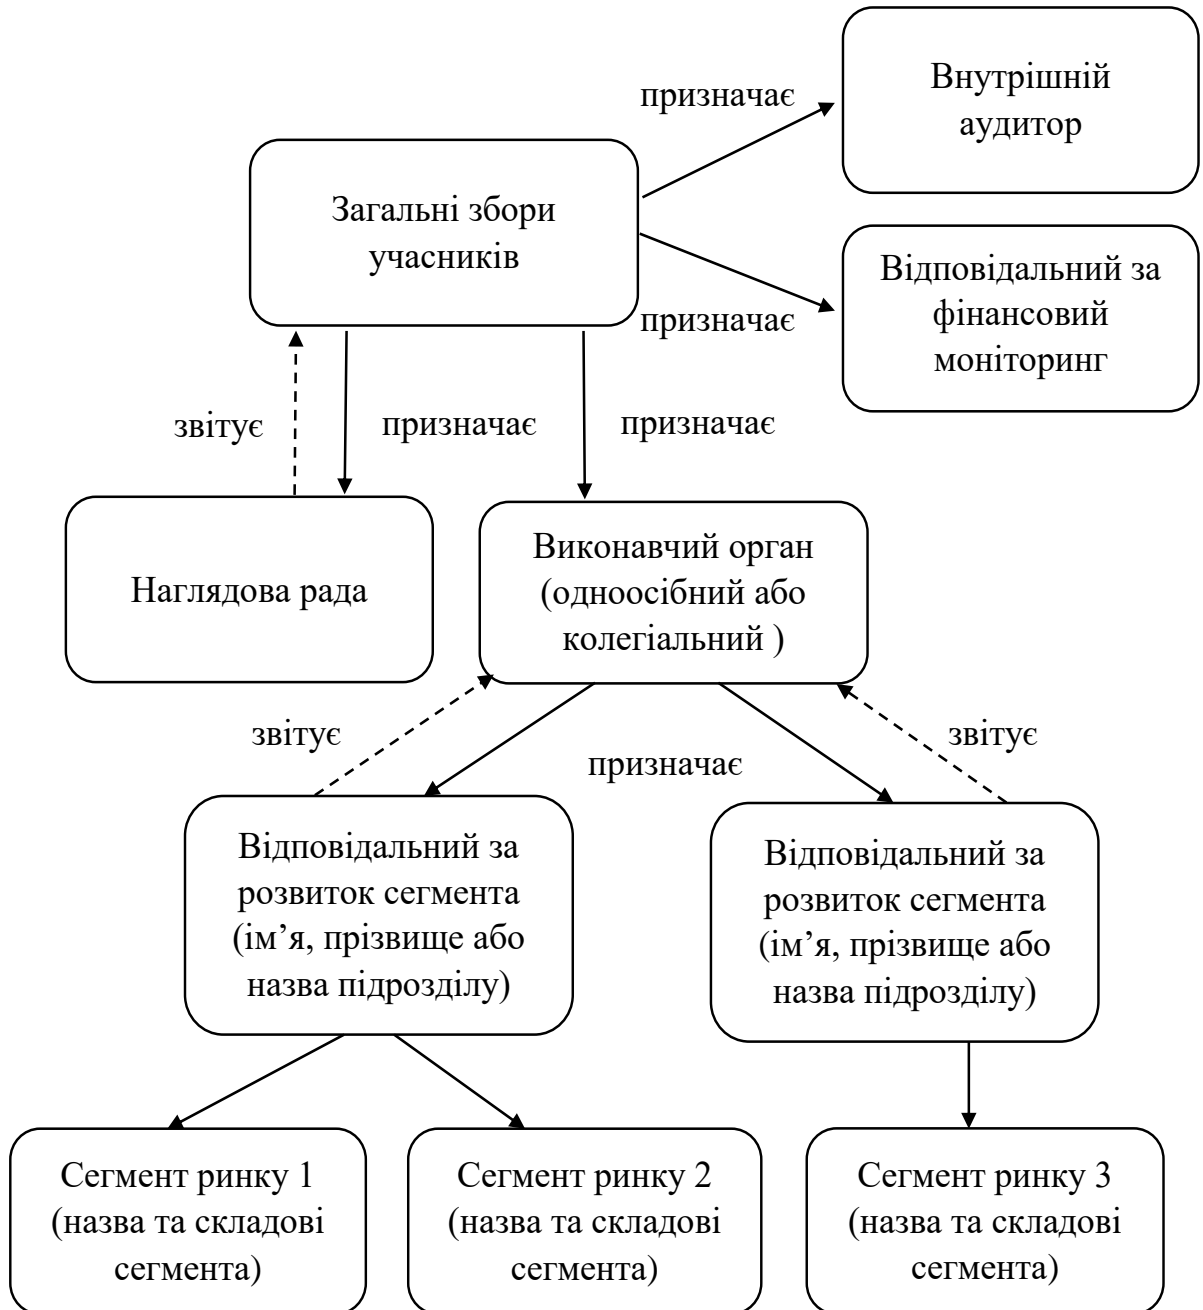 призначає
Внутрішній
аудитор
Загальні збори
учасників
призначає
Відповідальний за
фінансовий
моніторинг
звітує
призначає
призначає
Наглядова рада
Виконавчий орган
(одноосібний або
колегіальний )
звітує
призначає
звітує
Відповідальний за
розвиток сегмента
(ім’я, прізвище або
назва підрозділу)
Відповідальний за
розвиток сегмента
(ім’я, прізвище або
назва підрозділу)
Сегмент ринку 1
(назва та складові
сегмента)
Сегмент ринку 2
(назва та складові
сегмента)
Сегмент ринку 3
(назва та складові
сегмента)